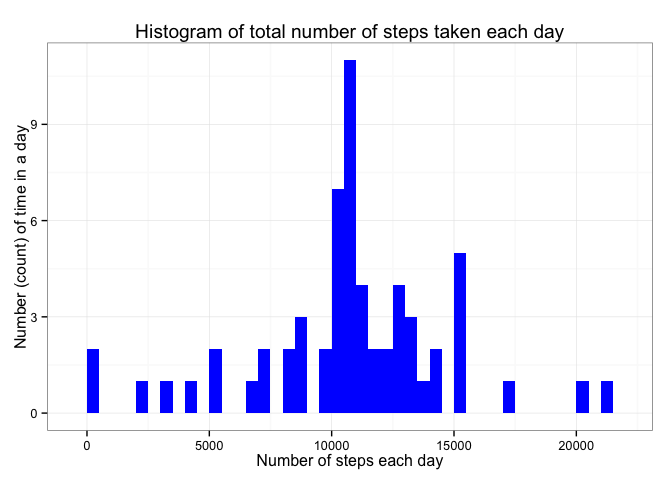 Histogram of total number of steps taken each day
Number (count) of time in a day
9
6
3
0
0 5000 10000 15000 20000
Number of steps each day